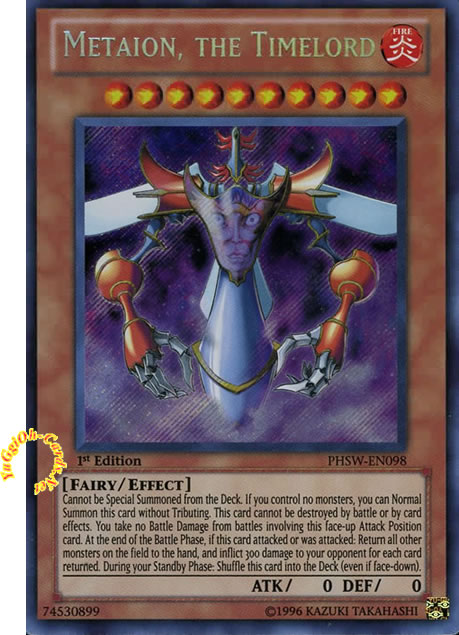 METAION, THE TIMELORD
FIRE
炎
1st Edition
PHSW-EN098
YuGgiOh-Cards.Net
[FAIRY/EFFECT]
Cannot be Special Summoned from the Deck. If you control no monsters, you can Normal
Summon this card without Tributing. This card cannot be destroyed by battle or by card
effects. You take no Battle Damage from battles involving this face-up Attack Position
card. At the end of the Battle Phase, if this card attacked or was attacked: Return all other
monsters on the field to the hand, and inflict 300 damage to your opponent for each card
returned. During your Standby Phase: Shuffle this card into the Deck (even if face-down).
ATK/ 0 DEF/ 0
74530899
©1996 KAZUKI TAKAHASHI